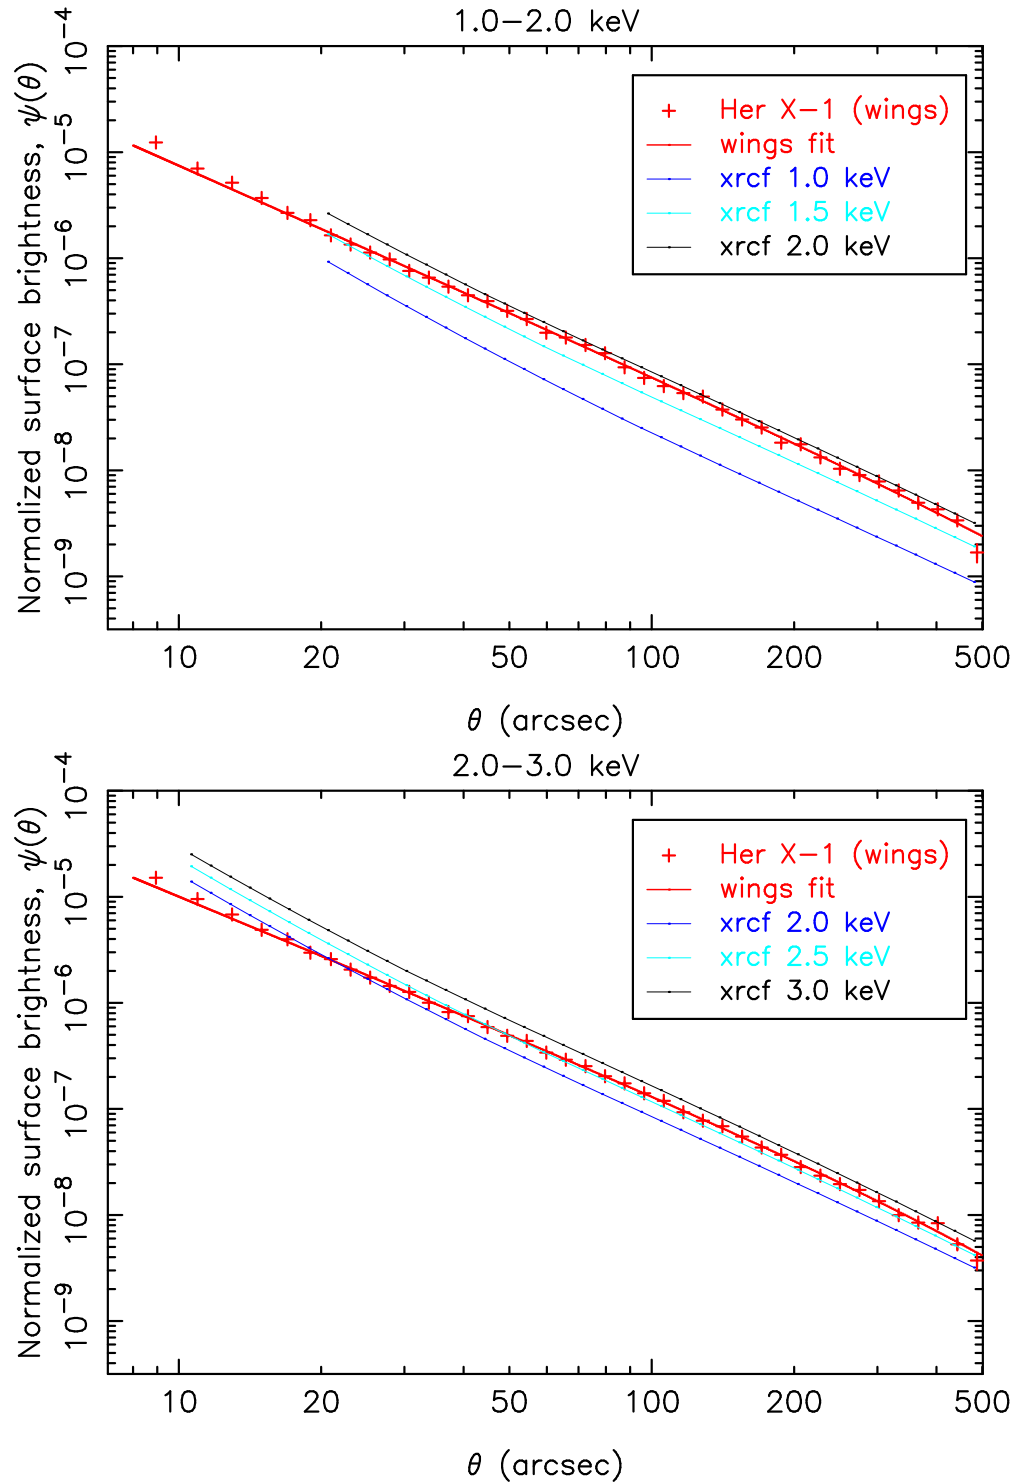 1.0−2.0 keV
Normalized surface brightness, ψ(θ)
10−4
10−5
10−6
10−7
10−8
10−9
Her X−1 (wings)
wings fit
xrcf 1.0 keV
xrcf 1.5 keV
xrcf 2.0 keV
10 20 50 100 200 500
θ (arcsec)
2.0−3.0 keV
Normalized surface brightness, ψ(θ)
10−4
10−5
10−6
10−7
10−8
10−9
Her X−1 (wings)
wings fit
xrcf 2.0 keV
xrcf 2.5 keV
xrcf 3.0 keV
10 20 50 100 200 500
θ (arcsec)